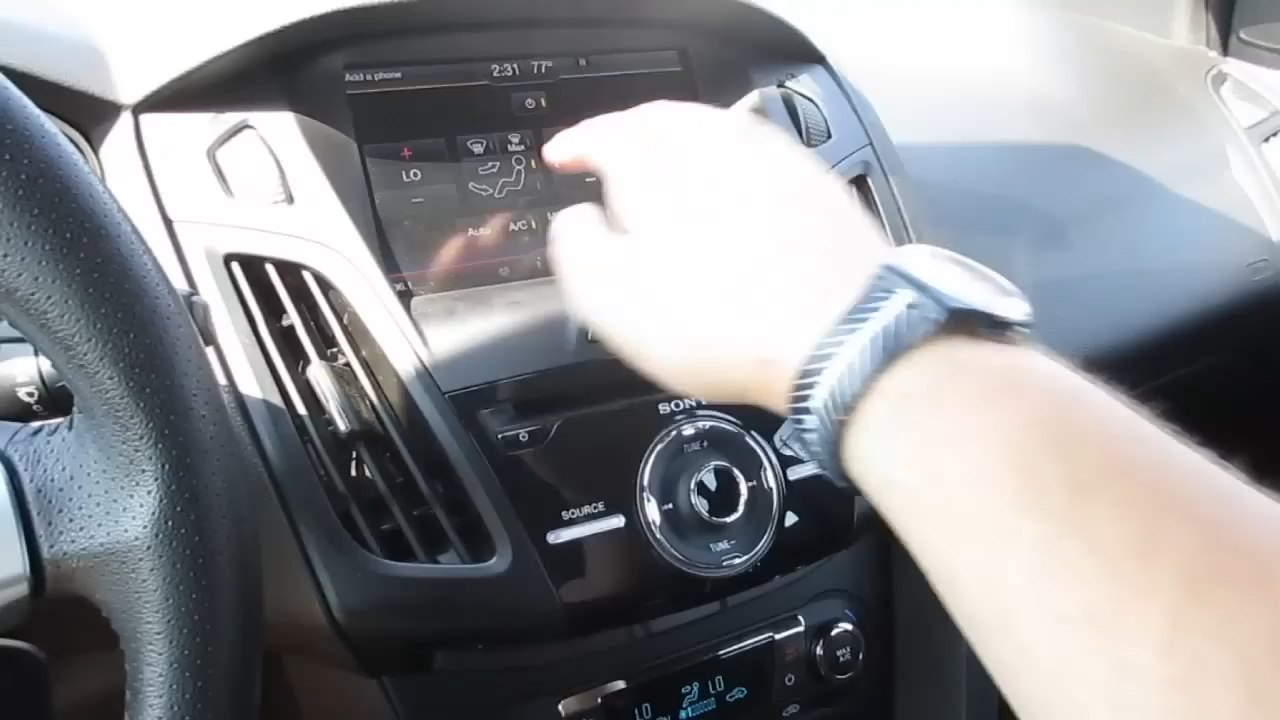 Add a phone
2:31 77°
+
Max
LO
–
–
Auto A/C
SONY
TUNE+
SOURCE
TUNE–
MAX
A/C
LO
LO